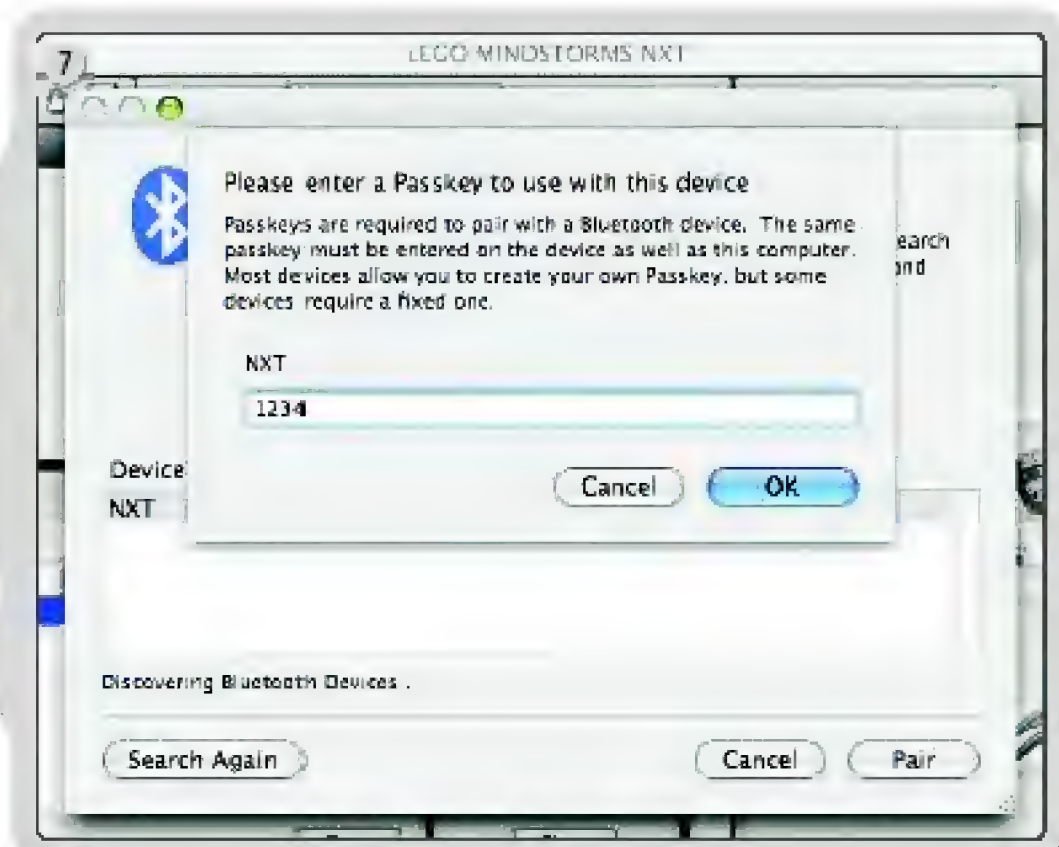 7
LEGO MINDSTORMS NXT
Please enter a Passkey to use with this device
Passkeys are required to pair with a Bluetooth device. The same
passkey must be entered on the device as well as this computer.
Most devices allow you to create your own Passkey, but some
devices require a fixed one.
earch
and
NXT
1234
Cancel
OK
Device
NXT
Discovering Bluetooth Devices .
Search Again
Cancel
Pair